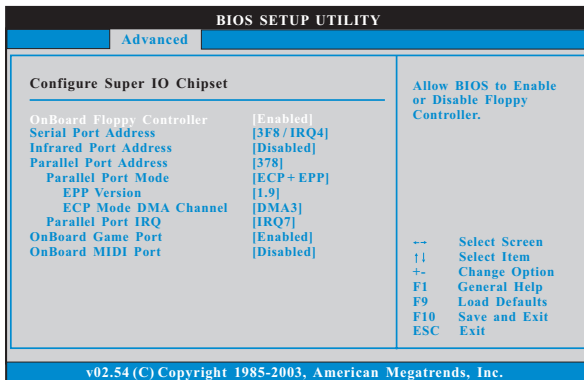 BIOS SETUP UTILITY
Advanced
Configure Super IO Chipset
OnBoard Floppy Controller [Enabled]
Serial Port Address [3F8 / IRQ4]
Infrared Port Address [Disabled]
Parallel Port Address [378]
Parallel Port Mode [ECP + EPP]
EPP Version [1.9]
ECP Mode DMA Channel [DMA3]
Parallel Port IRQ [IRQ7]
OnBoard Game Port [Enabled]
OnBoard MIDI Port [Disabled]
Allow BIOS to Enable
or Disable Floppy
Controller.
←→ Select Screen
↑↓ Select Item
+- Change Option
F1 General Help
F9 Load Defaults
F10 Save and Exit
ESC Exit
v02.54 (C) Copyright 1985-2003, American Megatrends, Inc.